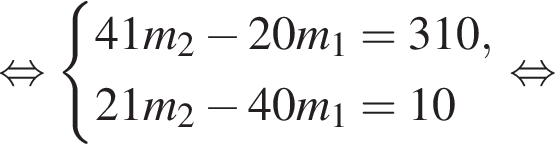 ⇔ { 41m₂ − 20m₁ = 310,
21m₂ − 40m₁ = 10 ⇔